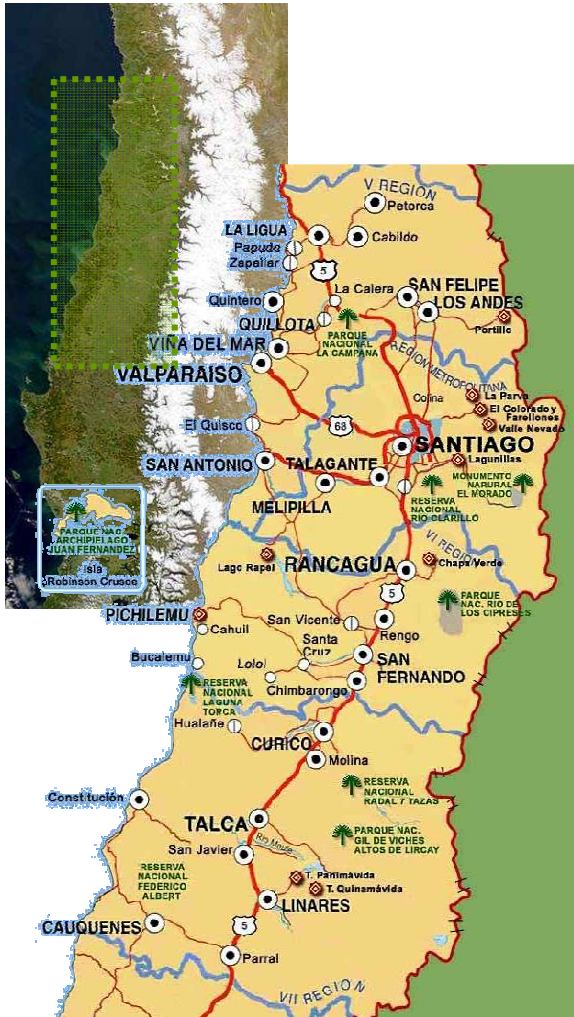 V REGION
Petorca
LA LIGUA
Papudo
Cabildo
Zapallar
5
La Calera
SAN FELIPE
Quintero
LOS ANDES
QUILLOTA
Portillo
PARQUE
NACIONAL
LA CAMPANA
VIÑA DEL MAR
REGION METROPOLITANA
VALPARAISO
La Parva
Colina
El Colorado y
Farellones
Valle Nevado
El Quisco
68
SANTIAGO
SAN ANTONIO
TALAGANTE
Lagunillas
MONUMENTO
NARURAL
EL MORADO
MELIPILLA
RESERVA
NACIONAL
RIO CLARILLO
PARQUE NAC.
ARCHIPIELAGO
JUAN FERNANDEZ
Isla
Robinson Crusoe
VI REGION
Lago Rapel
RANCAGUA
Chapa Verde
5
PARQUE
NAC. RIO DE
LOS CIPRESES
PICHILEMU
San Vicente
Cahuil
Rengo
Santa
Cruz
Bucalemu
Lolol
SAN
FERNANDO
Chimbarongo
RESERVA
NACIONAL
LAGUNA
TORCA
Hualañe
CURICO
Molina
RESERVA
NACIONAL
RADAL 7 TAZAS
Constitución
TALCA
Rio Maule
PARQUE NAC.
GIL DE VICHES
ALTOS DE LIRCAY
San Javier
RESERVA
NACIONAL
FEDERICO
ALBERT
T. Panimávida
T. Quinamávida
LINARES
CAUQUENES
5
Parral
VII REGION